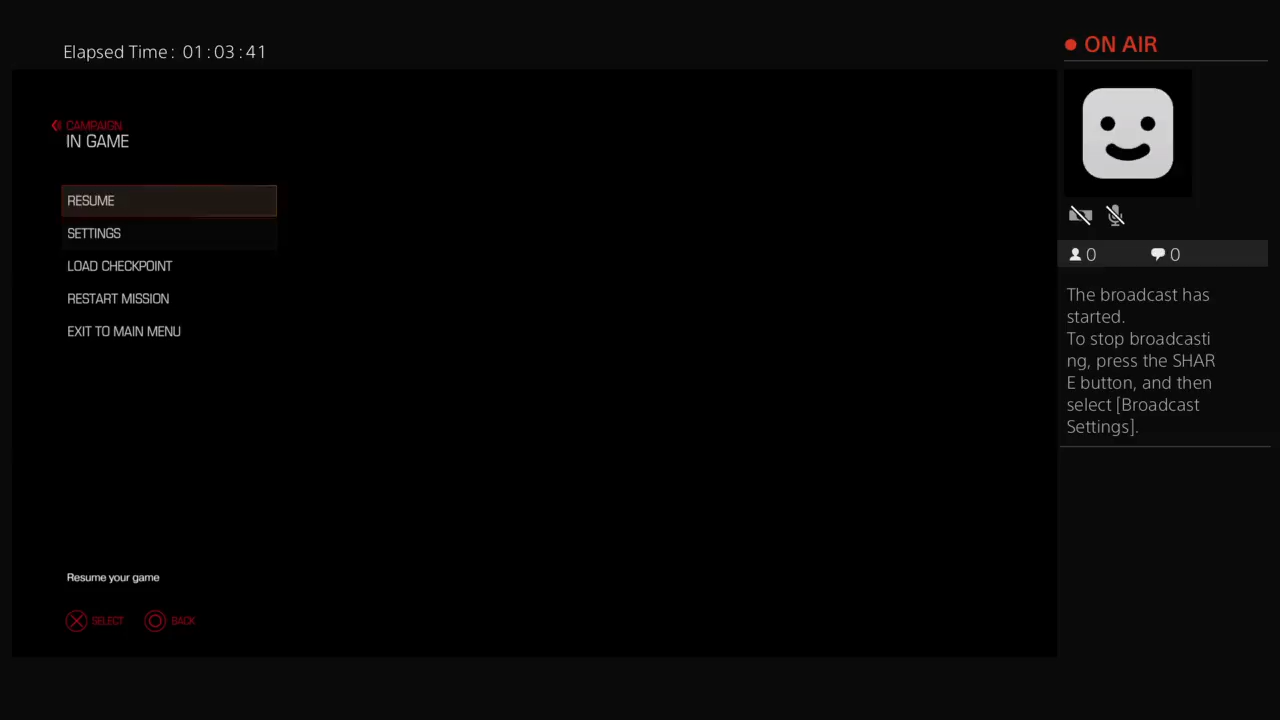 Elapsed Time: 01:03:41
ON AIR
CAMPAIGN
IN GAME
RESUME
SETTINGS
LOAD CHECKPOINT
RESTART MISSION
EXIT TO MAIN MENU
0 0
The broadcast has
started.
To stop broadcasti
ng, press the SHAR
E button, and then
select [Broadcast
Settings].
Resume your game
SELECT BACK